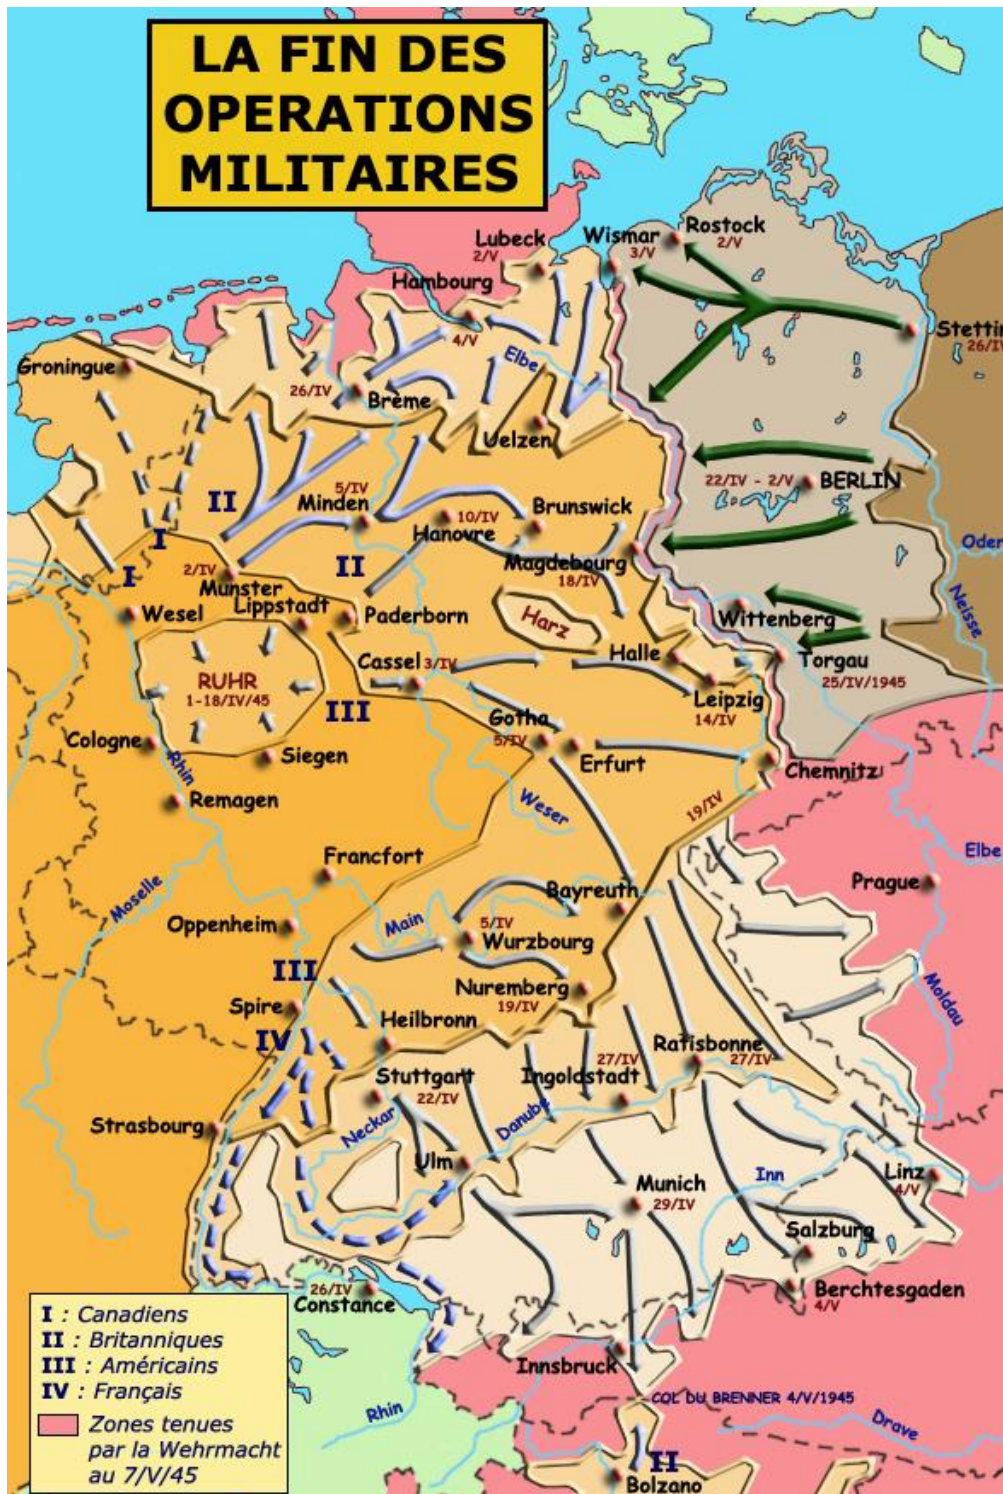 LA FIN DES
OPERATIONS
MILITAIRES
Lubeck
2/V
Wismar
3/V
Rostock
2/V
Hambourg
4/V
Stettin
26/IV
Groningue
Elbe
26/IV
Brême
Uelzen
II
5/IV
Minden
22/IV - 2/V
BERLIN
10/IV
Hanovre
Brunswick
I
II
Magdebourg
18/IV
Oder
I
2/IV
Munster
Neisse
Wesel
Lippstadt
Paderborn
Harz
Wittenberg
Cassel
3/IV
Halle
Torgau
25/IV/1945
RUHR
1-18/IV/45
III
Leipzig
14/IV
Gotha
5/IV
Cologne
Siegen
Erfurt
Chemnitz
Rhin
Remagen
Weser
19/IV
Francfort
Elbe
Moselle
Bayreuth
Prague
Oppenheim
Main
5/IV
Wurzbourg
III
Nuremberg
19/IV
Moldau
Spire
IV
Heilbronn
Ratisbonne
27/IV
27/IV
Ingoldstadt
Stuttgart
22/IV
Strasbourg
Neckar
Danube
Ulm
Munich
29/IV
Inn
Linz
4/V
Salzburg
26/IV
Constance
Berchtesgaden
4/V
Innsbruck
COL DU BRENNER 4/V/1945
Rhin
Drave
II
Bolzano
I : Canadiens
II : Britanniques
III : Américains
IV : Français
Zones tenues
par la Wehrmacht
au 7/V/45